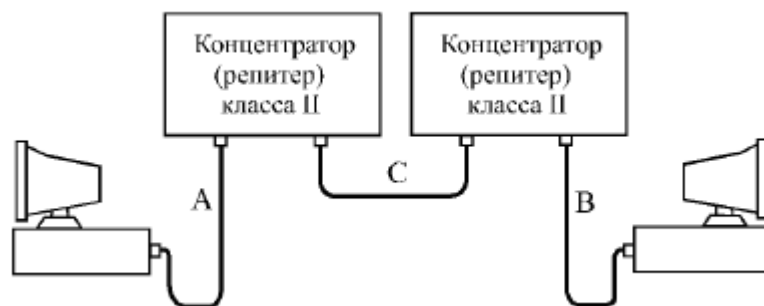 Концентратор
(репитер)
класса II
Концентратор
(репитер)
класса II
A
C
B